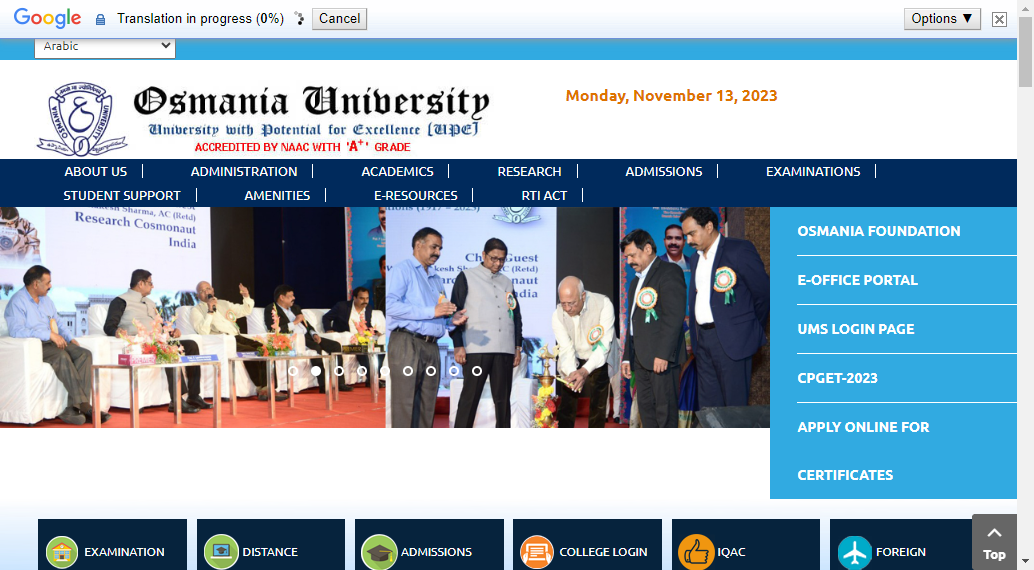 Google Translation in progress (0%) Cancel Options ▼
Arabic
Osmania University
University with Potential for Excellence [UPE]
ACCREDITED BY NAAC WITH 'A+' GRADE
Monday, November 13, 2023
ABOUT US ADMINISTRATION ACADEMICS RESEARCH ADMISSIONS EXAMINATIONS
STUDENT SUPPORT AMENITIES E-RESOURCES RTI ACT
Sharma, AC (Retd)
Research Cosmonaut
India
OSMANIA FOUNDATION
E-OFFICE PORTAL
UMS LOGIN PAGE
CPGET-2023
APPLY ONLINE FOR
CERTIFICATES
EXAMINATION DISTANCE ADMISSIONS COLLEGE LOGIN IQAC FOREIGN
Top